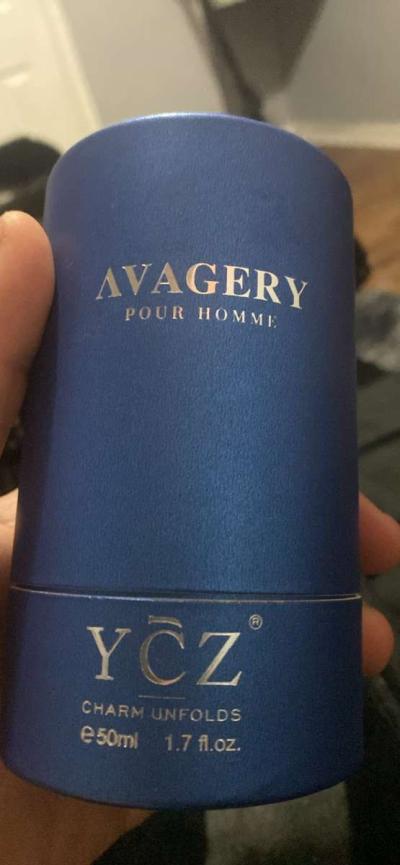 AVAGERY
POUR HOMME
YCZ®
CHARM UNFOLDS
℮50ml 1.7 fl.oz.